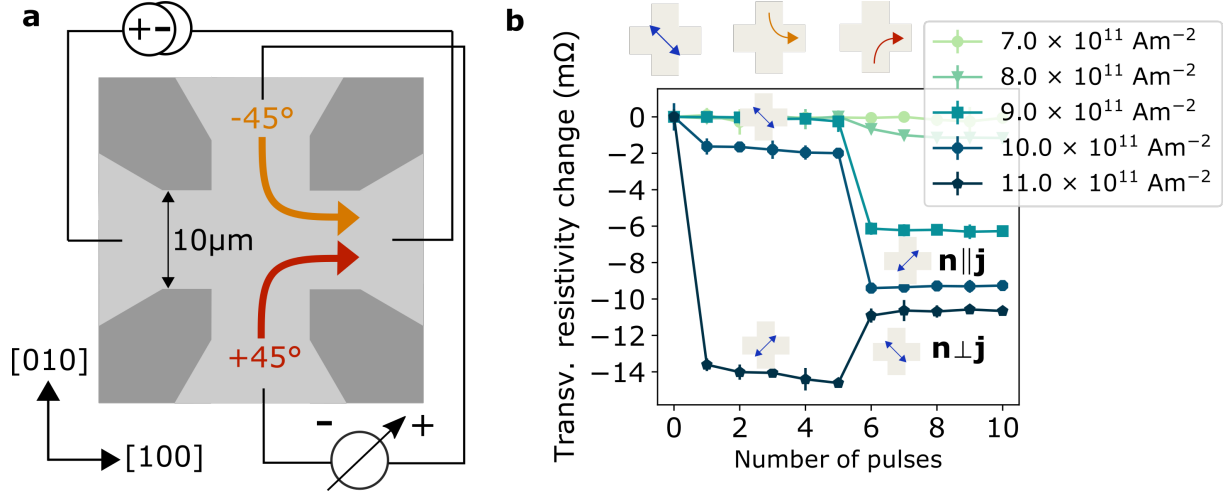 a
+-
-45°
10μm
+45°
[010]
[100]
-
+
b
7.0 × 10¹¹ Am⁻²
8.0 × 10¹¹ Am⁻²
9.0 × 10¹¹ Am⁻²
10.0 × 10¹¹ Am⁻²
11.0 × 10¹¹ Am⁻²
Transv. resistivity change (mΩ)
0
−2
−4
−6
−8
−10
−12
−14
n||j
n⊥j
0 2 4 6 8 10
Number of pulses